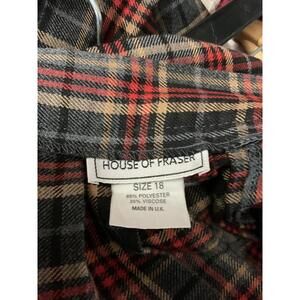 HOUSE OF FRASER
SIZE 18
65% POLYESTER
35% VISCOSE
MADE IN U.K.